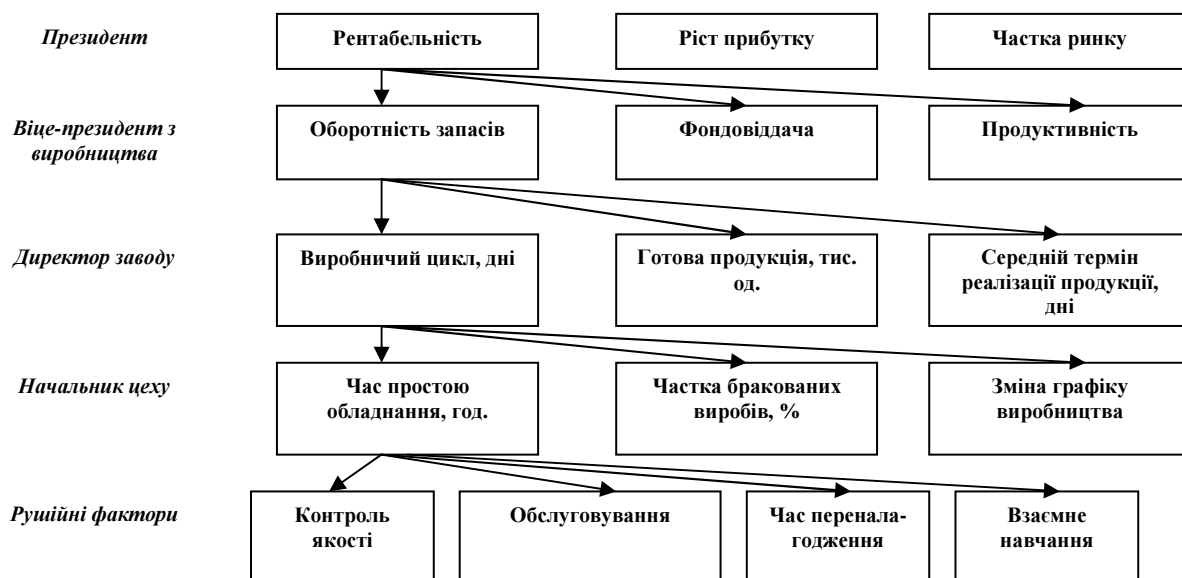 Президент
Рентабельність
Ріст прибутку
Частка ринку
Віце-президент з
виробництва
Оборотність запасів
Фондовіддача
Продуктивність
Директор заводу
Виробничий цикл, дні
Готова продукція, тис.
од.
Середній термін
реалізації продукції,
дні
Начальник цеху
Час простою
обладнання, год.
Частка бракованих
виробів, %
Зміна графіку
виробництва
Рушійні фактори
Контроль
якості
Обслуговування
Час перенала-
годження
Взаємне
навчання